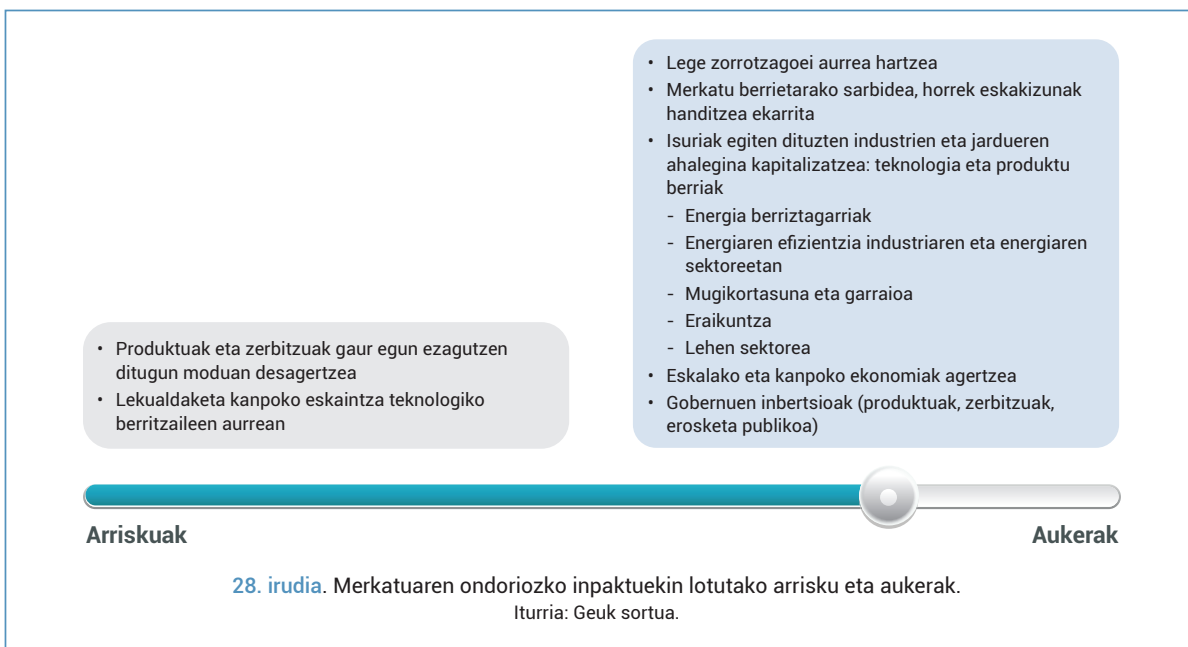 • Lege zorrotzagoei aurrea hartzea
• Merkatu berrietarako sarbidea, horrek eskakizunak
handitzea ekarrita
• Isuriak egiten dituzten industrien eta jardueren
ahalegina kapitalizatzea: teknologia eta produktu
berriak
- Energia berriztagarriak
- Energiaren efizientzia industriaren eta energiaren
sektoreetan
- Mugikortasuna eta garraioa
- Eraikuntza
- Lehen sektorea
• Eskalako eta kanpoko ekonomiak agertzea
• Gobernuen inbertsioak (produktuak, zerbitzuak,
erosketa publikoa)
• Produktuak eta zerbitzuak gaur egun ezagutzen
ditugun moduan desagertzea
• Lekualdaketa kanpoko eskaintza teknologiko
berritzaileen aurrean
Arriskuak
Aukerak
28. irudia. Merkatuaren ondoriozko inpaktuekin lotutako arrisku eta aukerak.
Iturria: Geuk sortua.